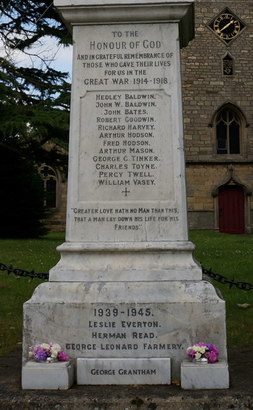 TO THE
HONOUR OF GOD
AND IN GRATEFUL REMEMBRANCE OF
THOSE WHO GAVE THEIR LIVES
FOR US IN THE
GREAT WAR 1914-1918
HEDLEY BALDWIN.
JOHN W. BALDWIN.
JOHN BATES.
ROBERT GOODWIN.
RICHARD HARVEY.
ARTHUR HODSON.
FRED HODSON.
ARTHUR MASON.
GEORGE C. TINKER.
CHARLES TOYNE.
PERCY TWELL.
WILLIAM VASEY.
"GREATER LOVE HATH NO MAN THAN THIS,
THAT A MAN LAY DOWN HIS LIFE FOR HIS
FRIENDS"
1939-1945.
LESLIE EVERTON.
HERMAN READ.
GEORGE LEONARD FARMERY.
GEORGE GRANTHAM